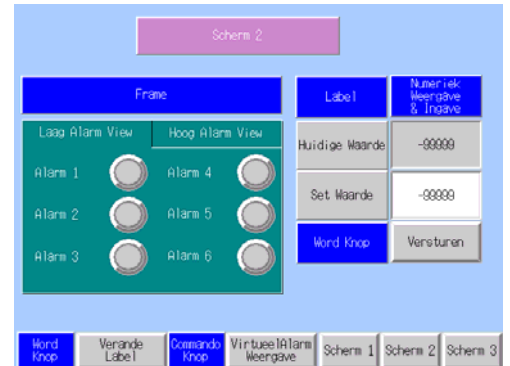 Scherm 2
Frame
Label
Numeriek
Weergave
& Ingave
Laag Alarm View
Hoog Alarm View
Huidige Waarde
-99999
Alarm 1
Alarm 4
Set Waarde
-99999
Alarm 2
Alarm 5
Word Knop
Versturen
Alarm 3
Alarm 6
Word
Knop
Verande
Label
Commando
Knop
VirtueelAlarm
Weergave
Scherm 1
Scherm 2
Scherm 3